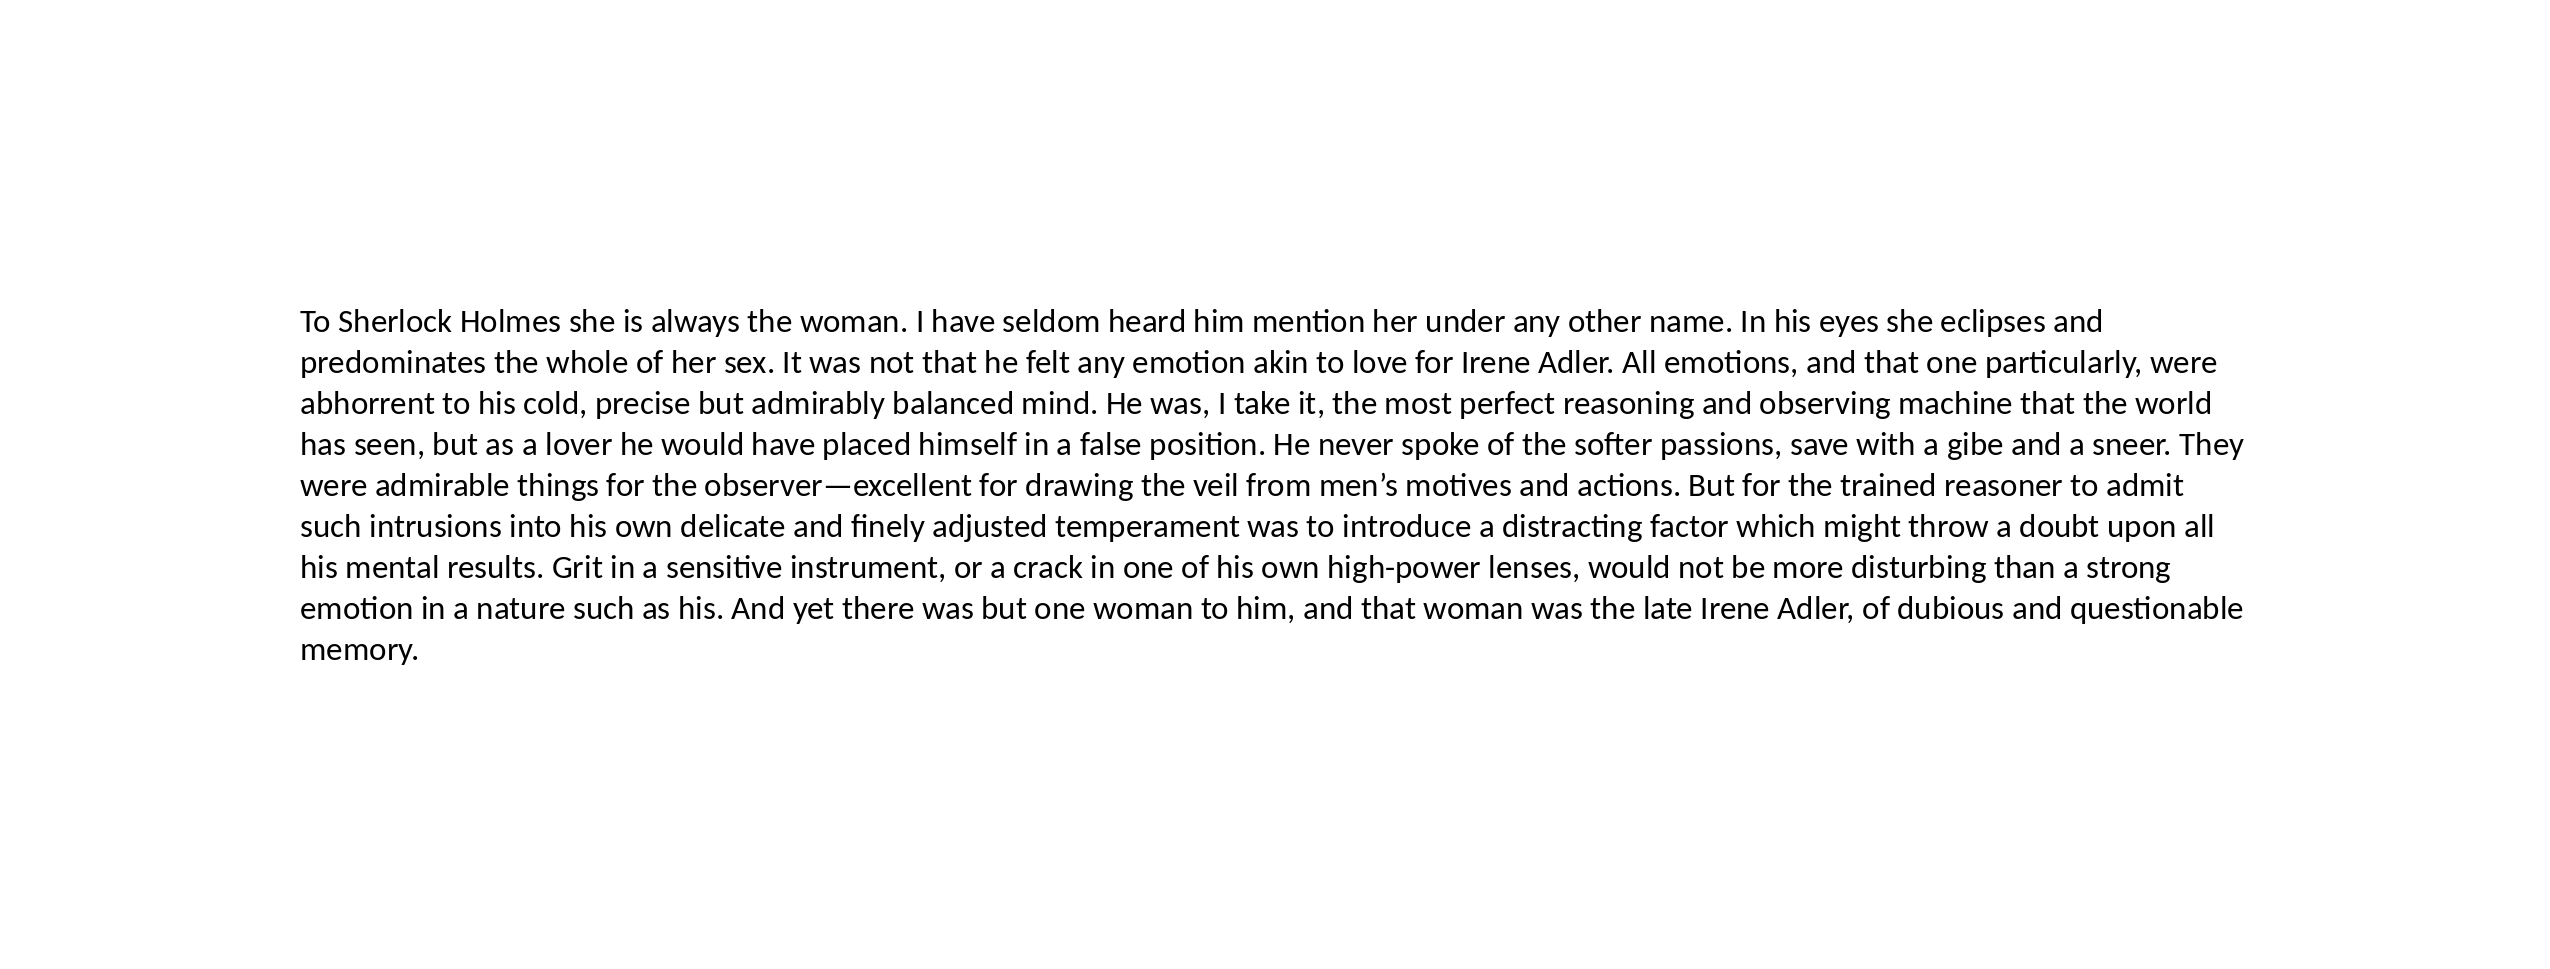 To Sherlock Holmes she is always the woman. I have seldom heard him mention her under any other name. In his eyes she eclipses and
predominates the whole of her sex. It was not that he felt any emotion akin to love for Irene Adler. All emotions, and that one particularly, were
abhorrent to his cold, precise but admirably balanced mind. He was, I take it, the most perfect reasoning and observing machine that the world
has seen, but as a lover he would have placed himself in a false position. He never spoke of the softer passions, save with a gibe and a sneer. They
were admirable things for the observer—excellent for drawing the veil from men’s motives and actions. But for the trained reasoner to admit
such intrusions into his own delicate and finely adjusted temperament was to introduce a distracting factor which might throw a doubt upon all
his mental results. Grit in a sensitive instrument, or a crack in one of his own high-power lenses, would not be more disturbing than a strong
emotion in a nature such as his. And yet there was but one woman to him, and that woman was the late Irene Adler, of dubious and questionable
memory.